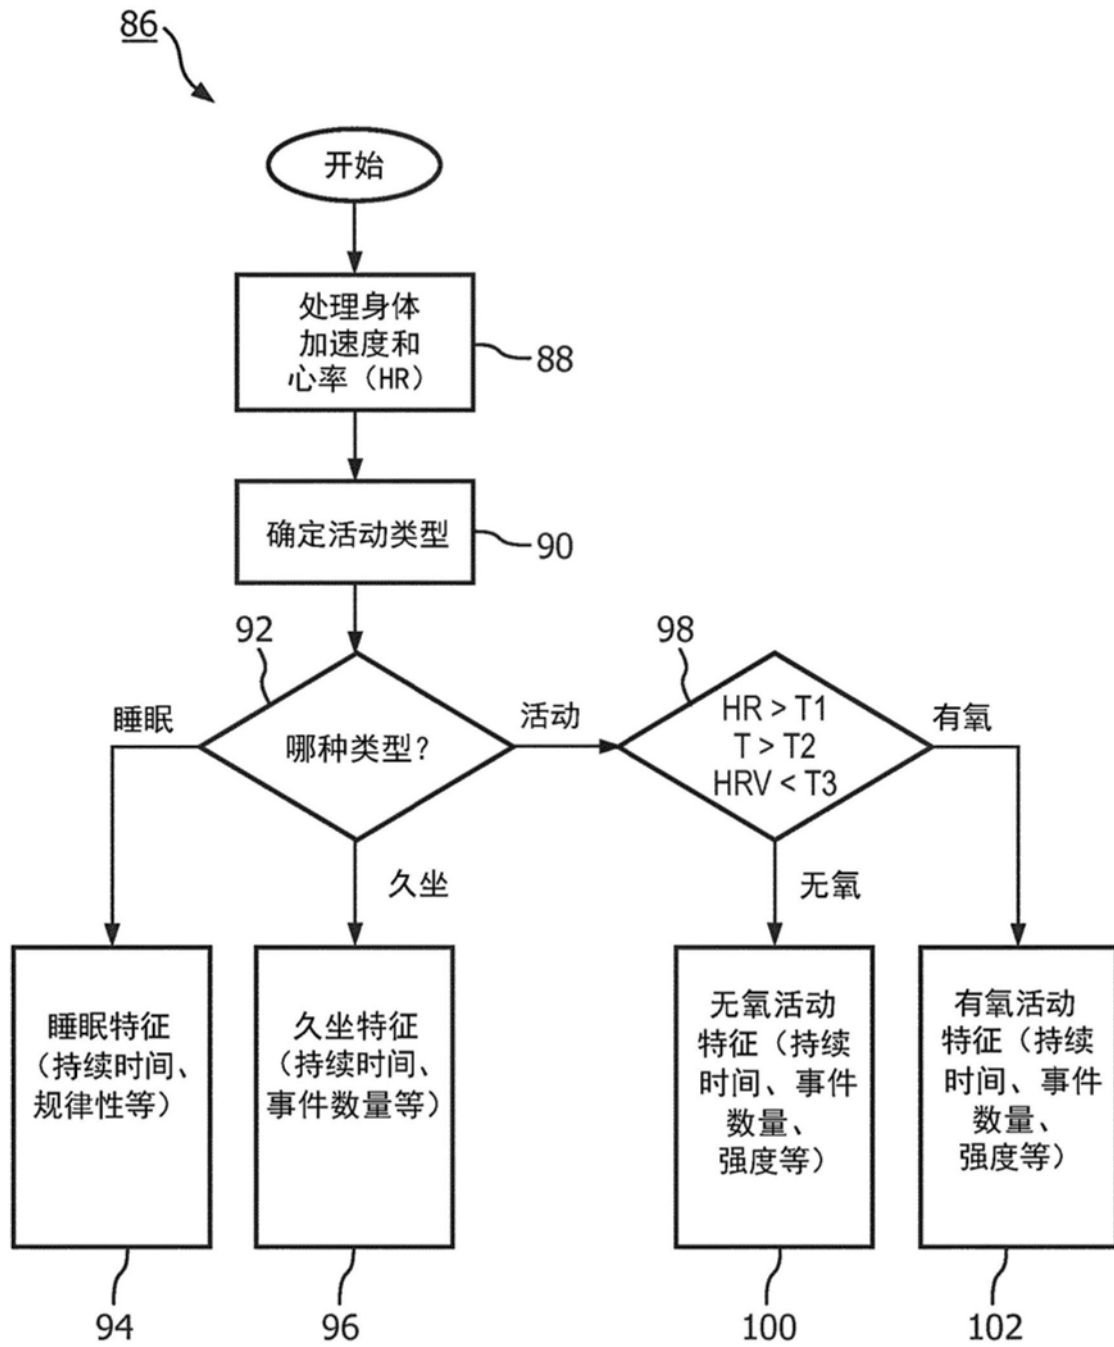 86
开始
处理身体
加速度和
心率（HR）
88
确定活动类型
90
92
98
睡眠
哪种类型？
活动
HR > T1
T > T2
HRV < T3
有氧
久坐
无氧
睡眠特征
（持续时间、
规律性等）
久坐特征
（持续时间、
事件数量等）
无氧活动
特征（持续
时间、事件
数量、
强度等）
有氧活动
特征（持续
时间、事件
数量、
强度等）
94
96
100
102